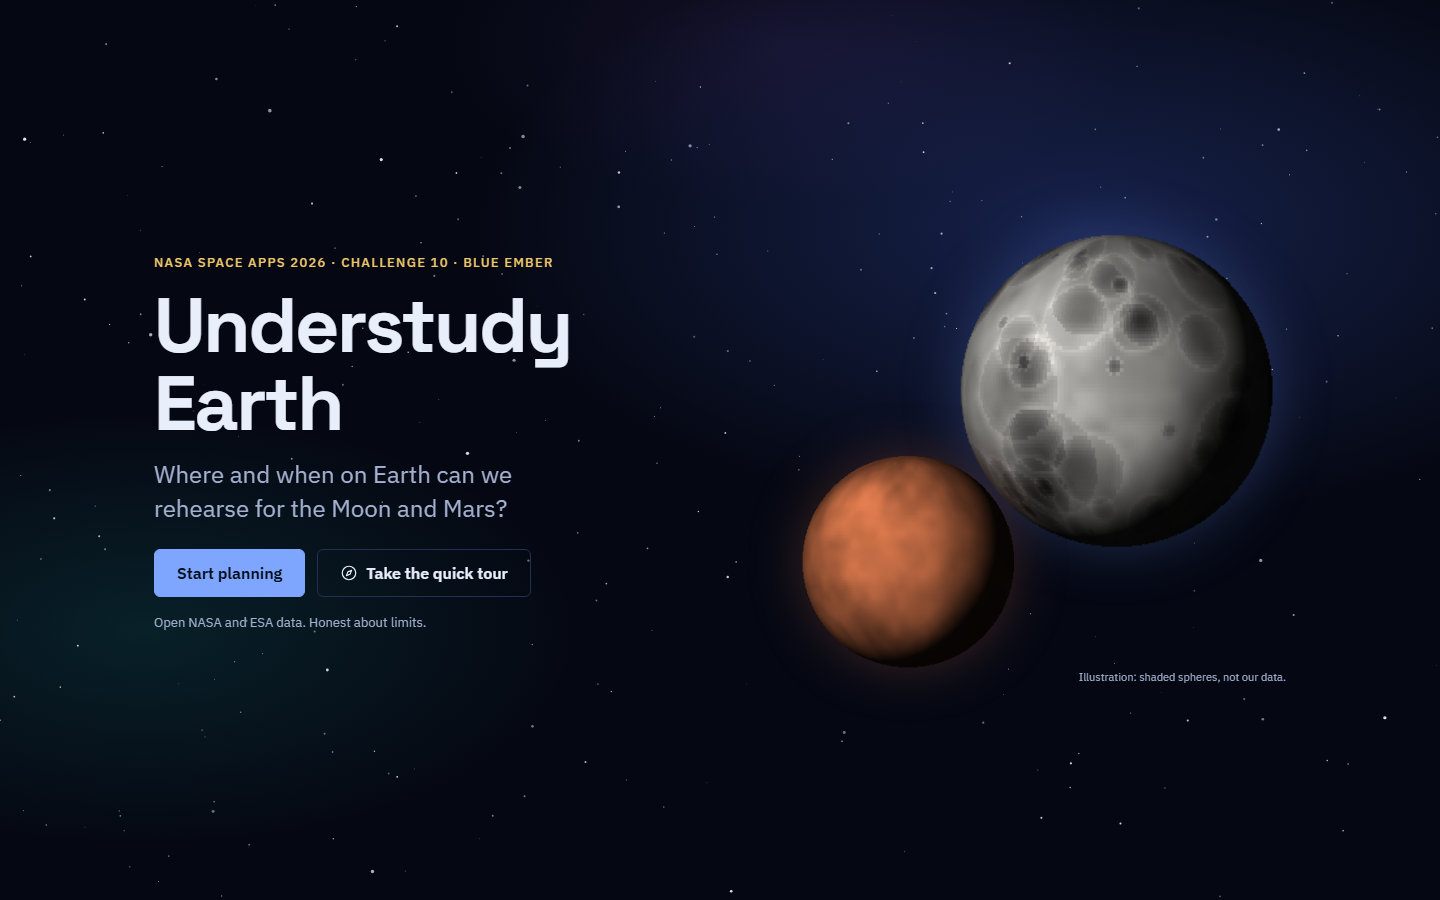 NASA SPACE APPS 2026 · CHALLENGE 10 · BLUE EMBER
Understudy
Earth
Where and when on Earth can we
rehearse for the Moon and Mars?
Start planning
Take the quick tour
Open NASA and ESA data. Honest about limits.
Illustration: shaded spheres, not our data.